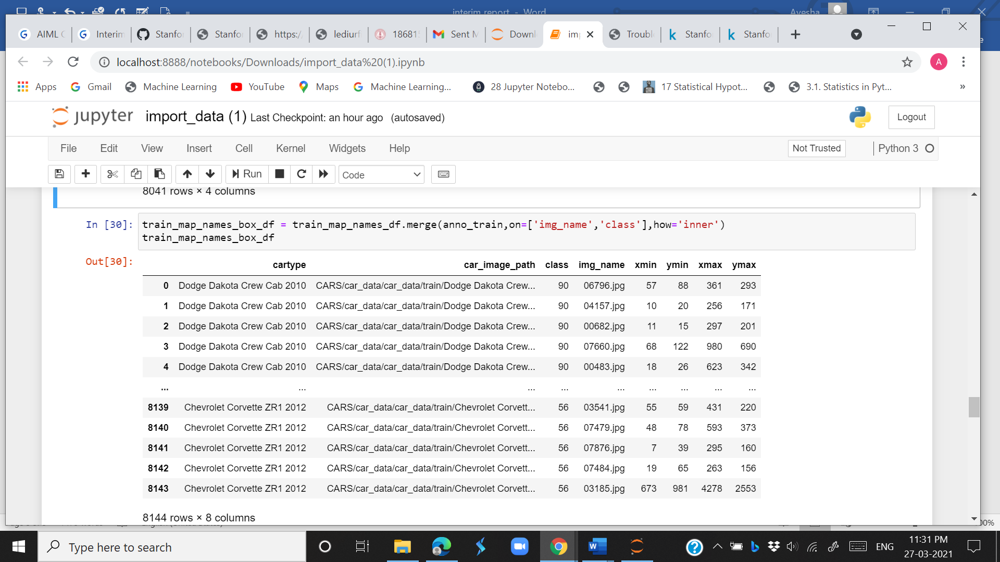 interim report - Word Ayesha
AIML Interim Stanfo Stanfo https:/ lediurf 18681 Sent M Downl im Troubl Stanfo Stanfo
localhost:8888/notebooks/Downloads/import_data%20(1).ipynb A
Apps Gmail Machine Learning YouTube Maps Machine Learning... 28 Jupyter Notebo... 17 Statistical Hypot... 3.1. Statistics in Pyt... »
jupyter import_data (1) Last Checkpoint: an hour ago (autosaved) Logout
File Edit View Insert Cell Kernel Widgets Help Not Trusted Python 3
Run Code
8041 rows × 4 columns
In [30]: train_map_names_box_df = train_map_names_df.merge(anno_train,on=['img_name','class'],how='inner')
train_map_names_box_df
Out[30]:
cartype car_image_path class img_name xmin ymin xmax ymax
0 Dodge Dakota Crew Cab 2010 CARS/car_data/car_data/train/Dodge Dakota Crew... 90 06796.jpg 57 88 361 293
1 Dodge Dakota Crew Cab 2010 CARS/car_data/car_data/train/Dodge Dakota Crew... 90 04157.jpg 10 20 256 171
2 Dodge Dakota Crew Cab 2010 CARS/car_data/car_data/train/Dodge Dakota Crew... 90 00682.jpg 11 15 297 201
3 Dodge Dakota Crew Cab 2010 CARS/car_data/car_data/train/Dodge Dakota Crew... 90 07660.jpg 68 122 980 690
4 Dodge Dakota Crew Cab 2010 CARS/car_data/car_data/train/Dodge Dakota Crew... 90 00483.jpg 18 26 623 342
... ... ... ... ... ... ... ... ...
8139 Chevrolet Corvette ZR1 2012 CARS/car_data/car_data/train/Chevrolet Corvett... 56 03541.jpg 55 59 431 220
8140 Chevrolet Corvette ZR1 2012 CARS/car_data/car_data/train/Chevrolet Corvett... 56 07479.jpg 48 78 593 373
8141 Chevrolet Corvette ZR1 2012 CARS/car_data/car_data/train/Chevrolet Corvett... 56 07876.jpg 7 39 295 160
8142 Chevrolet Corvette ZR1 2012 CARS/car_data/car_data/train/Chevrolet Corvett... 56 07484.jpg 19 65 263 156
8143 Chevrolet Corvette ZR1 2012 CARS/car_data/car_data/train/Chevrolet Corvett... 56 03185.jpg 673 981 4278 2553
8144 rows × 8 columns
Type here to search ENG 11:31 PM
27-03-2021